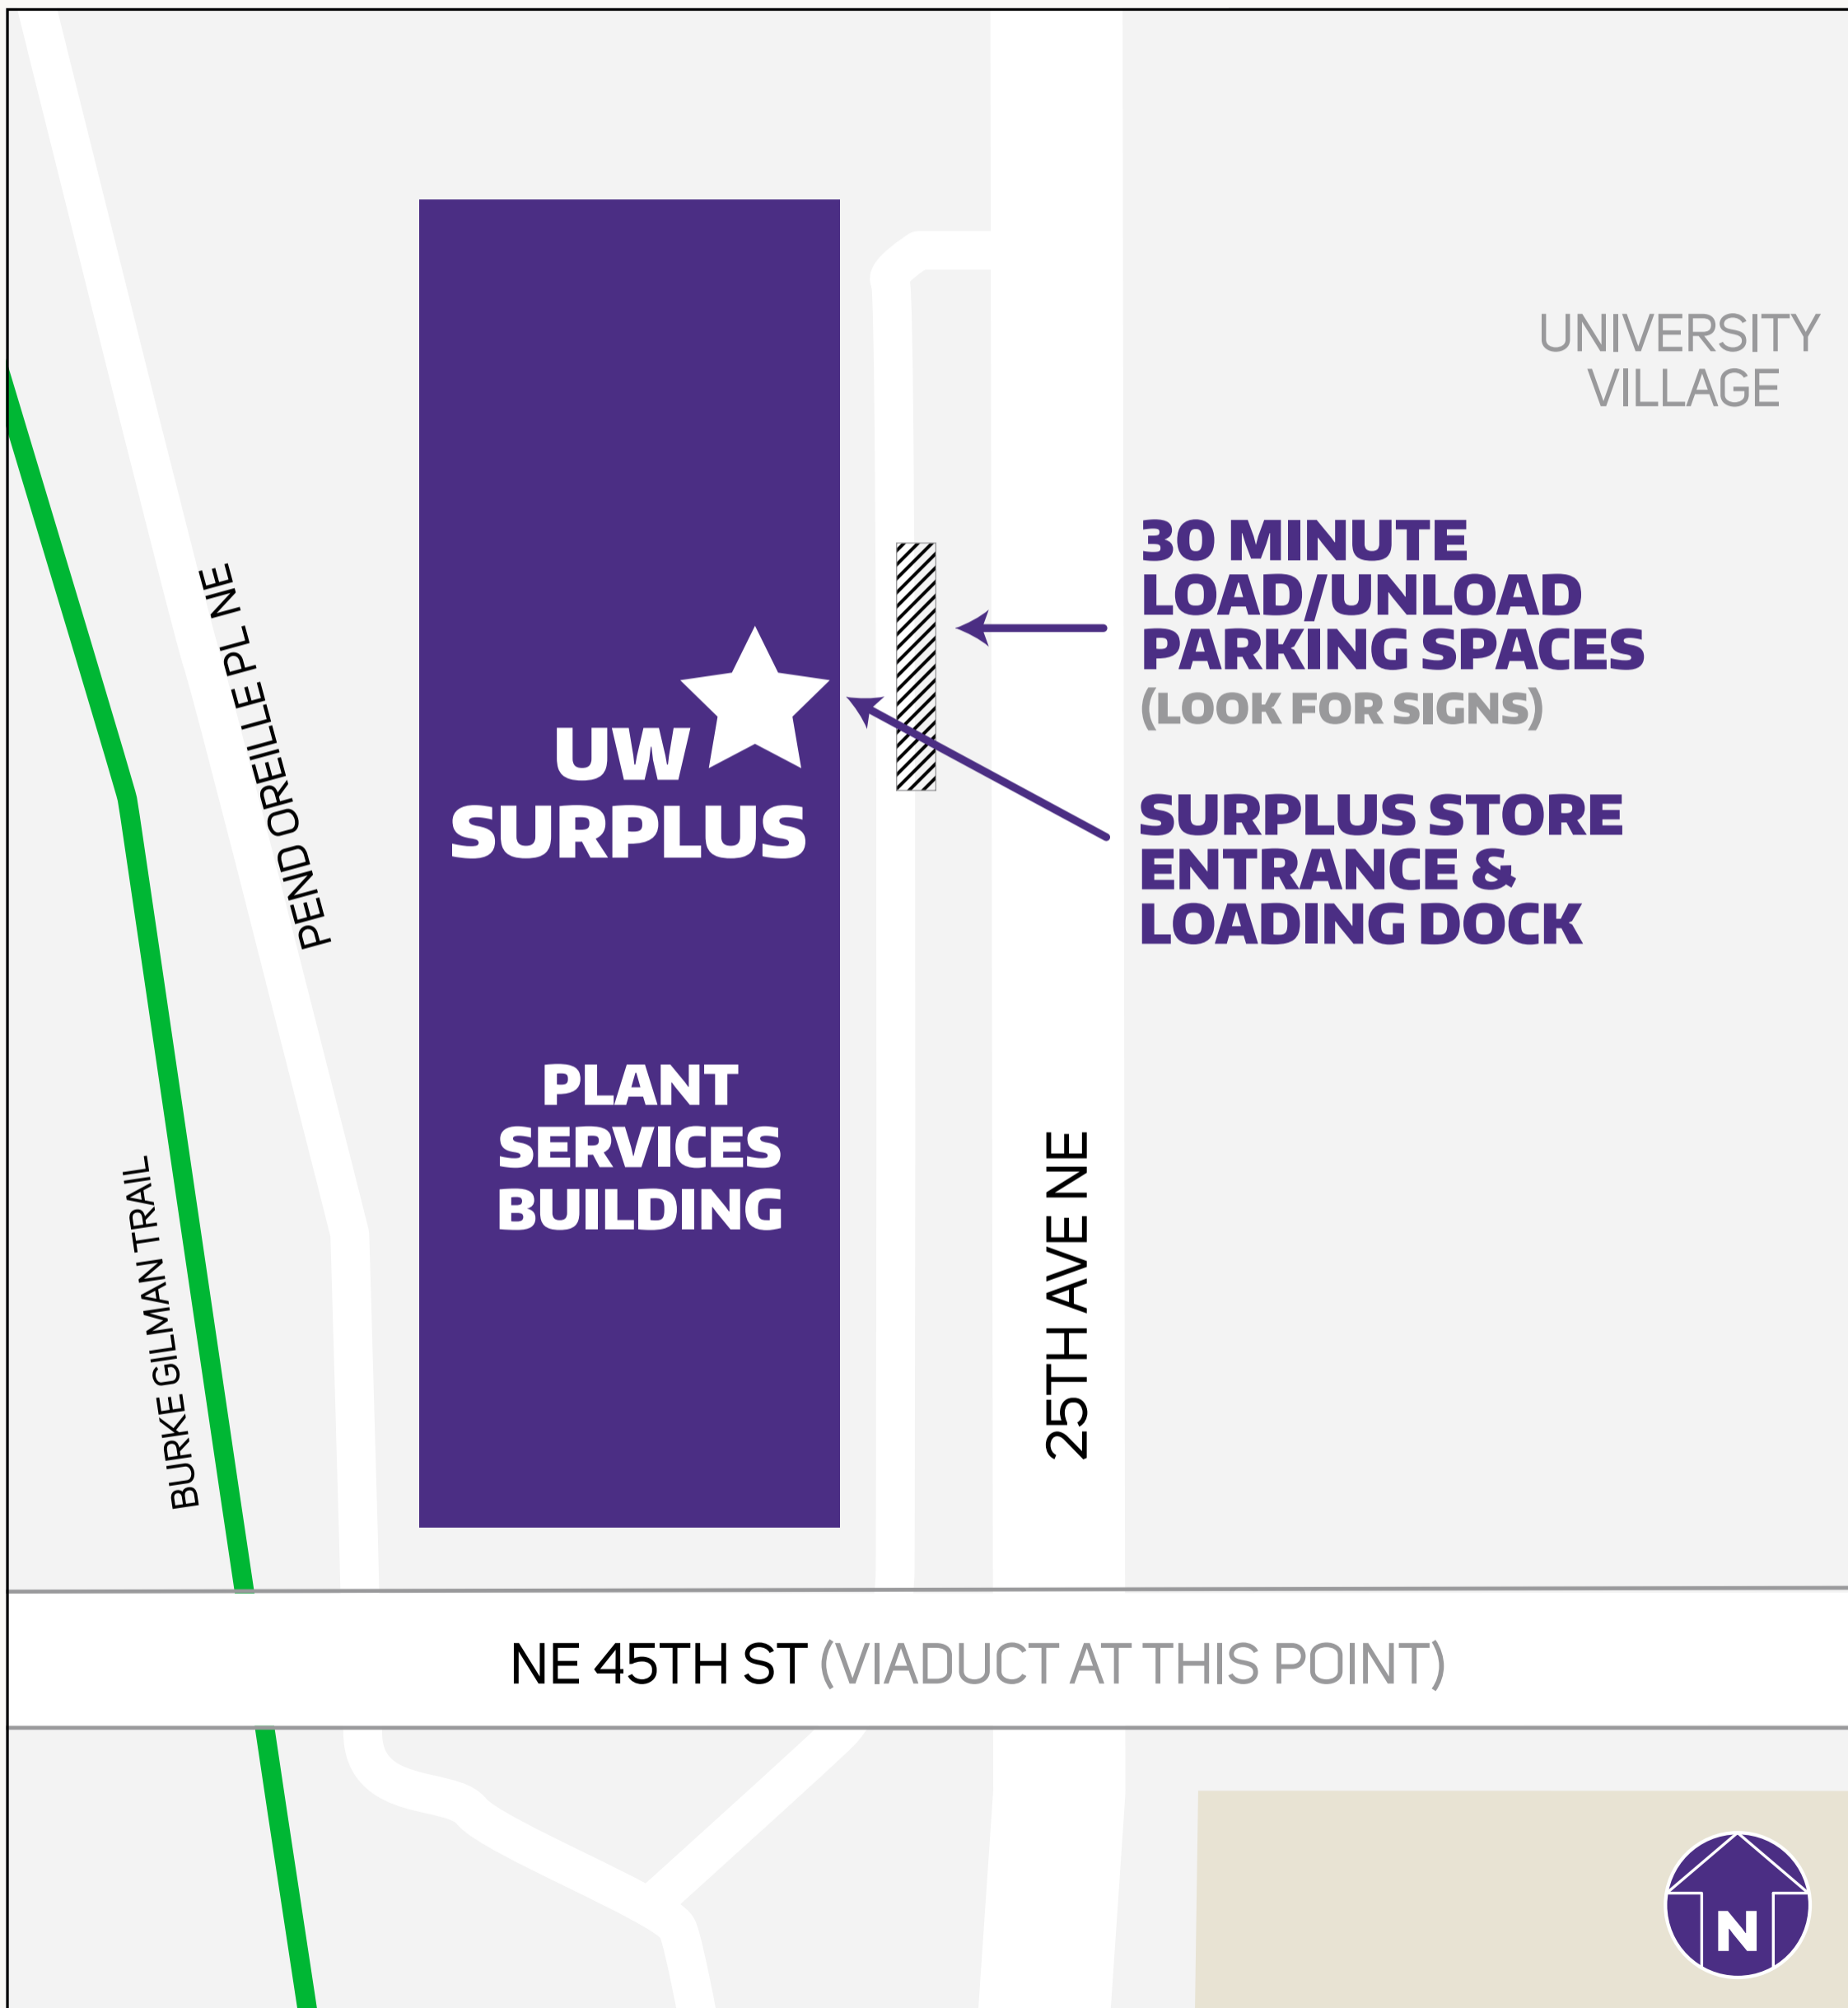 UNIVERSITY
VILLAGE
PEND OREILLE PL NE
30 MINUTE
LOAD/UNLOAD
PARKING SPACES
(LOOK FOR SIGNS)
UW
SURPLUS
SURPLUS STORE
ENTRANCE &
LOADING DOCK
PLANT
SERVICES
BUILDING
BURKE GILMAN TRAIL
25TH AVE NE
NE 45TH ST (VIADUCT AT THIS POINT)
N